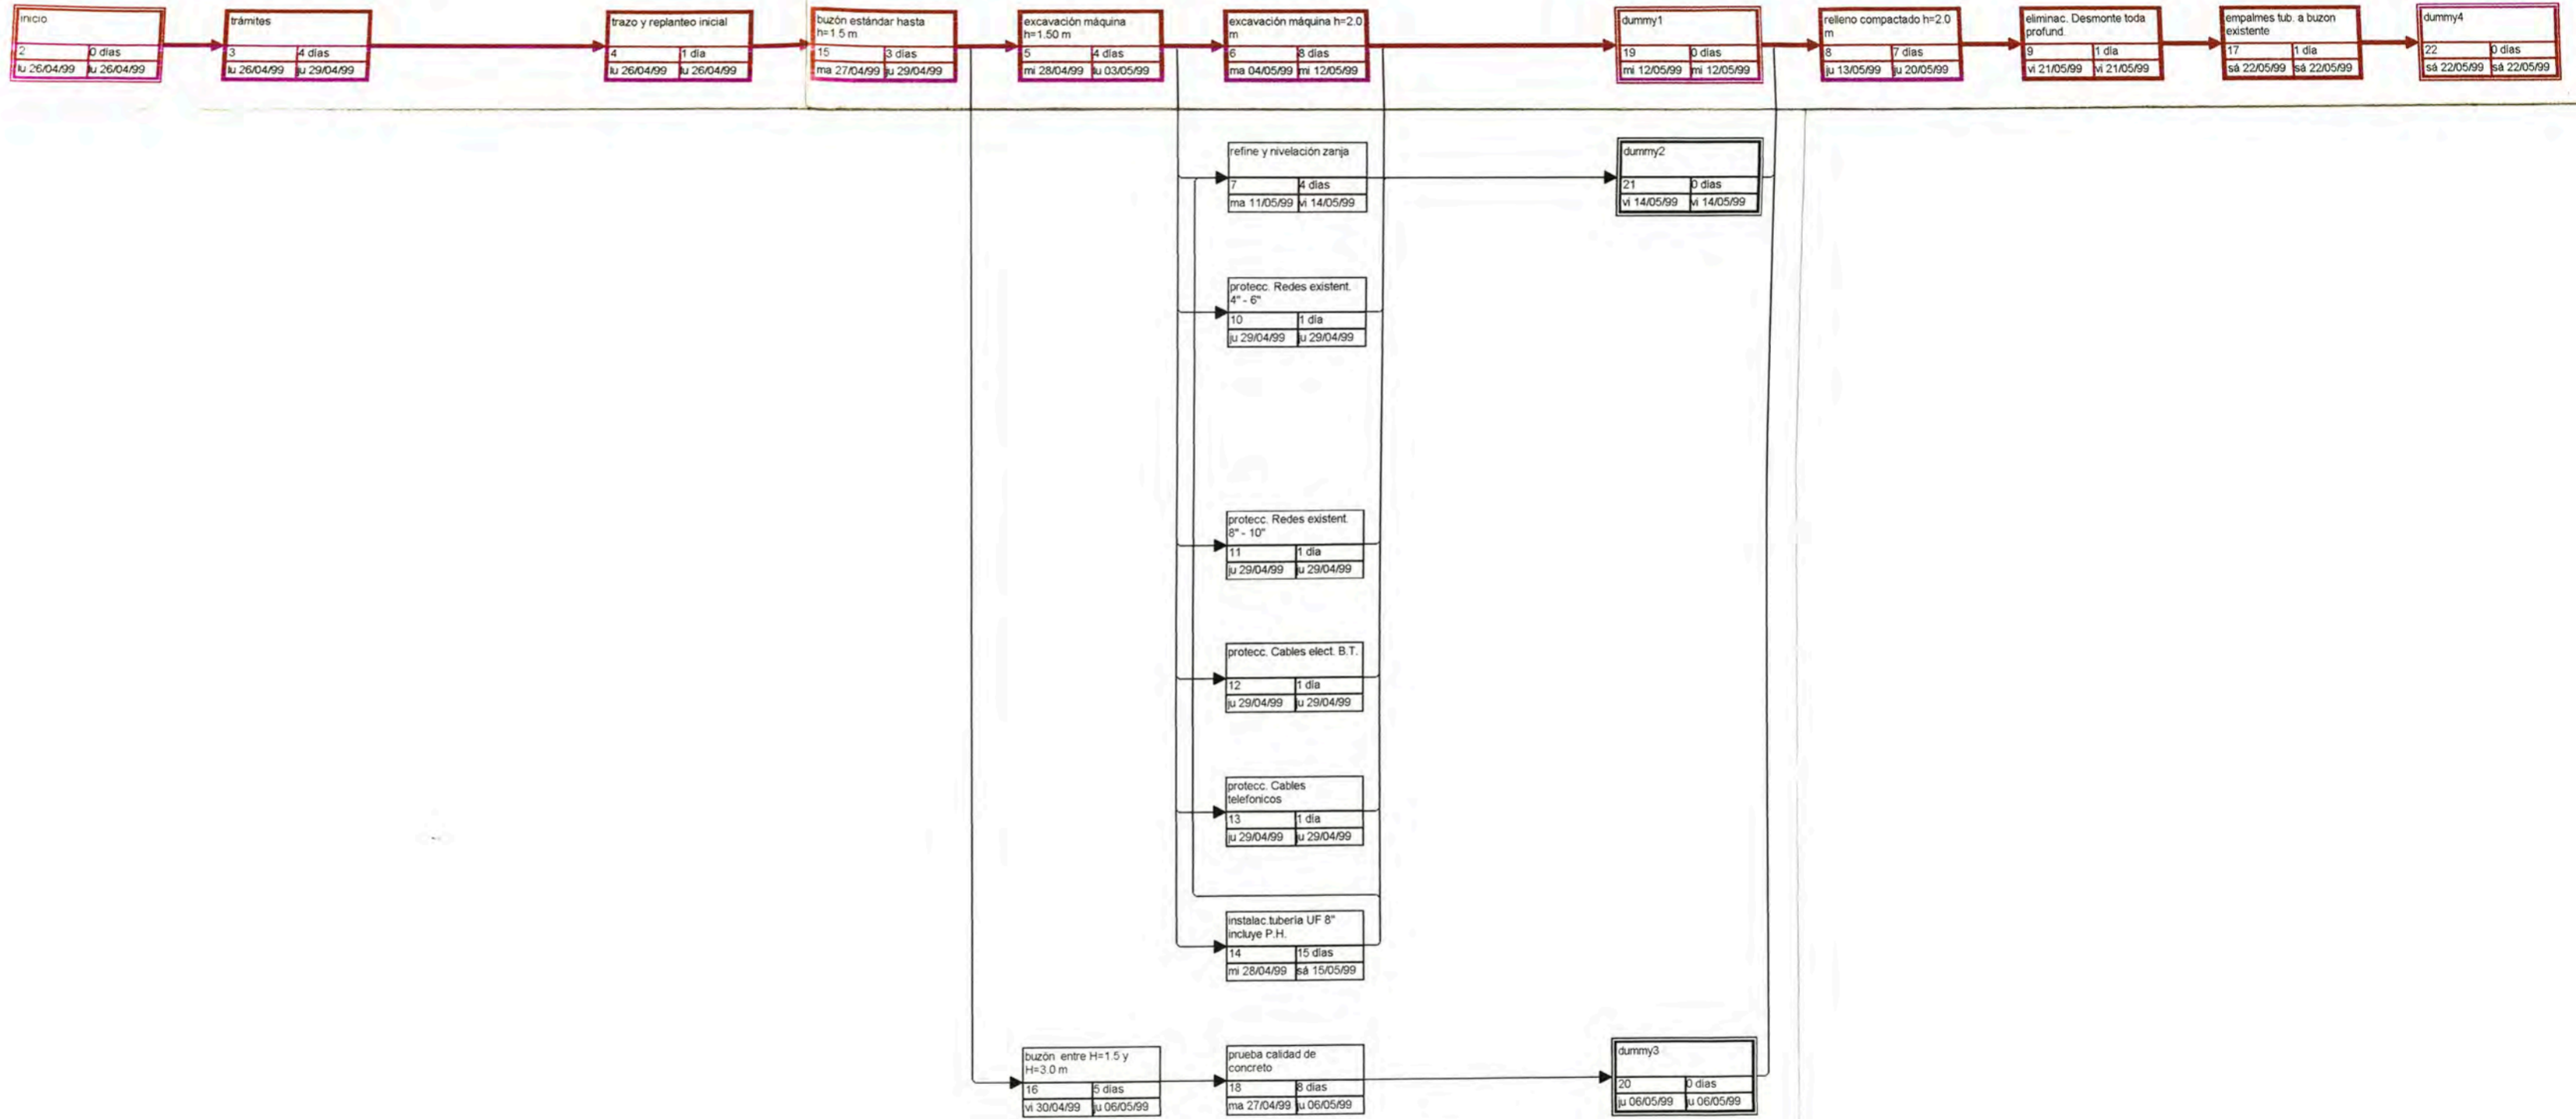 inicio
2 0 días
lu 26/04/99 lu 26/04/99
trámites
3 4 días
lu 26/04/99 ju 29/04/99
trazo y replanteo inicial
4 1 día
lu 26/04/99 lu 26/04/99
buzón estándar hasta
h=1.5 m
15 3 días
ma 27/04/99 ju 29/04/99
excavación máquina
h=1.50 m
5 4 días
mi 28/04/99 lu 03/05/99
excavación máquina h=2.0
m
6 8 días
ma 04/05/99 mi 12/05/99
dummy1
19 0 días
mi 12/05/99 mi 12/05/99
relleno compactado h=2.0
m
8 7 días
ju 13/05/99 ju 20/05/99
eliminac. Desmonte toda
profund.
9 1 día
vi 21/05/99 vi 21/05/99
empalmes tub. a buzon
existente
17 1 día
sá 22/05/99 sá 22/05/99
dummy4
22 0 días
sá 22/05/99 sá 22/05/99
refine y nivelación zanja
7 4 días
ma 11/05/99 vi 14/05/99
dummy2
21 0 días
vi 14/05/99 vi 14/05/99
protecc. Redes existent.
4" - 6"
10 1 día
ju 29/04/99 ju 29/04/99
protecc. Redes existent.
8" - 10"
11 1 día
ju 29/04/99 ju 29/04/99
protecc. Cables elect. B.T.
12 1 día
ju 29/04/99 ju 29/04/99
protecc. Cables
telefonicos
13 1 día
ju 29/04/99 ju 29/04/99
instalac.tubería UF 8"
incluye P.H.
14 15 días
mi 28/04/99 sá 15/05/99
buzón entre H=1.5 y
H=3.0 m
16 5 días
vi 30/04/99 ju 06/05/99
prueba calidad de
concreto
18 8 días
ma 27/04/99 ju 06/05/99
dummy3
20 0 días
ju 06/05/99 ju 06/05/99